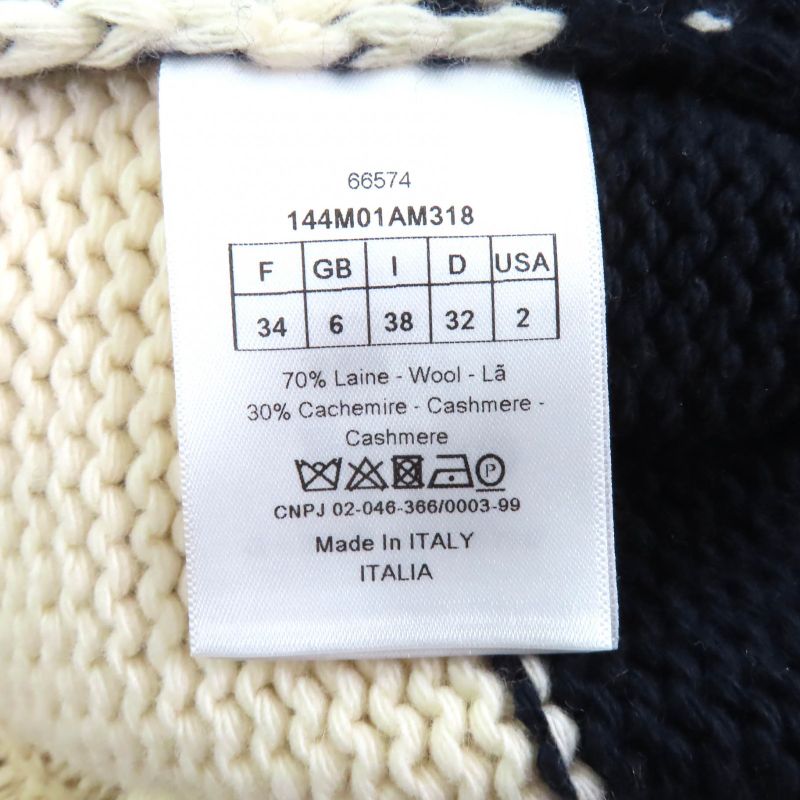 66574
144M01AM318
F GB I D USA
34 6 38 32 2
70% Laine - Wool - Lã
30% Cachemire - Cashmere -
Cashmere
P
CNPJ 02-046-366/0003-99
Made In ITALY
ITALIA